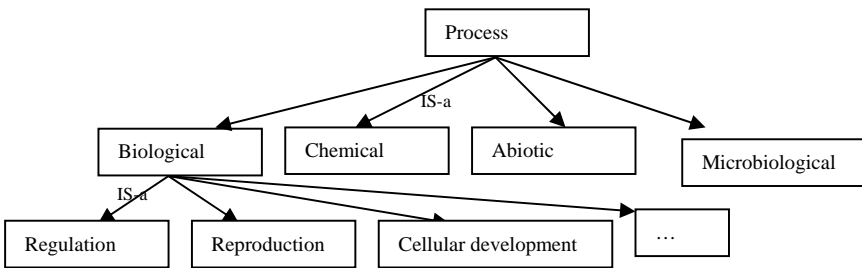 Process
IS-a
Biological
Chemical
Abiotic
Microbiological
IS-a
Regulation
Reproduction
Cellular development
…